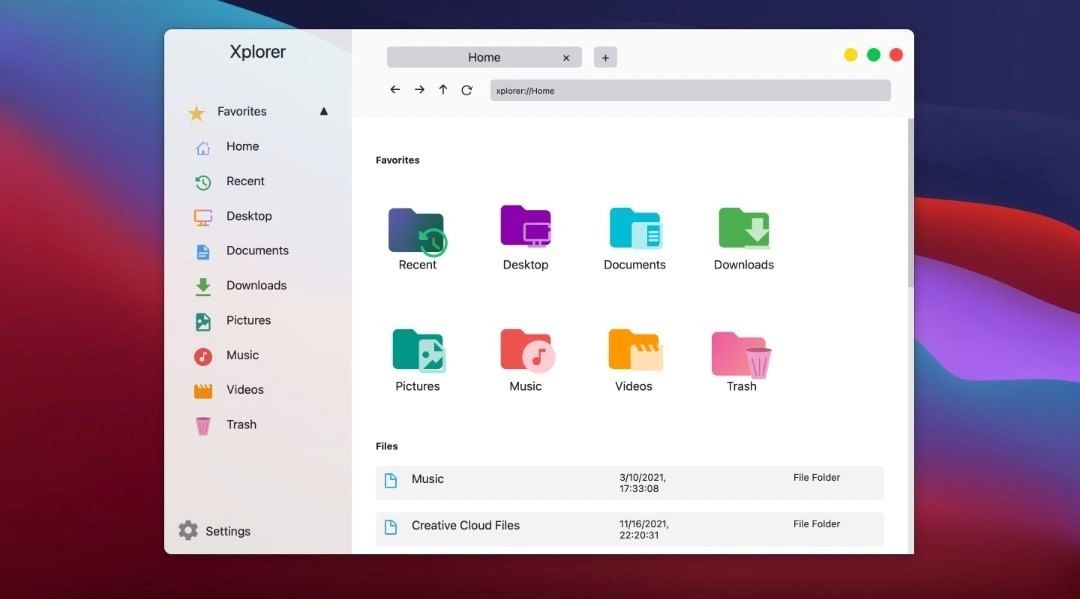 Xplorer
Favorites
Home
Recent
Desktop
Documents
Downloads
Pictures
Music
Videos
Trash
Settings
Home × +
xplorer://Home
Favorites
Recent Desktop Documents Downloads
Pictures Music Videos Trash
Files
Music 3/10/2021, File Folder
17:33:08
Creative Cloud Files 11/16/2021, File Folder
22:20:31